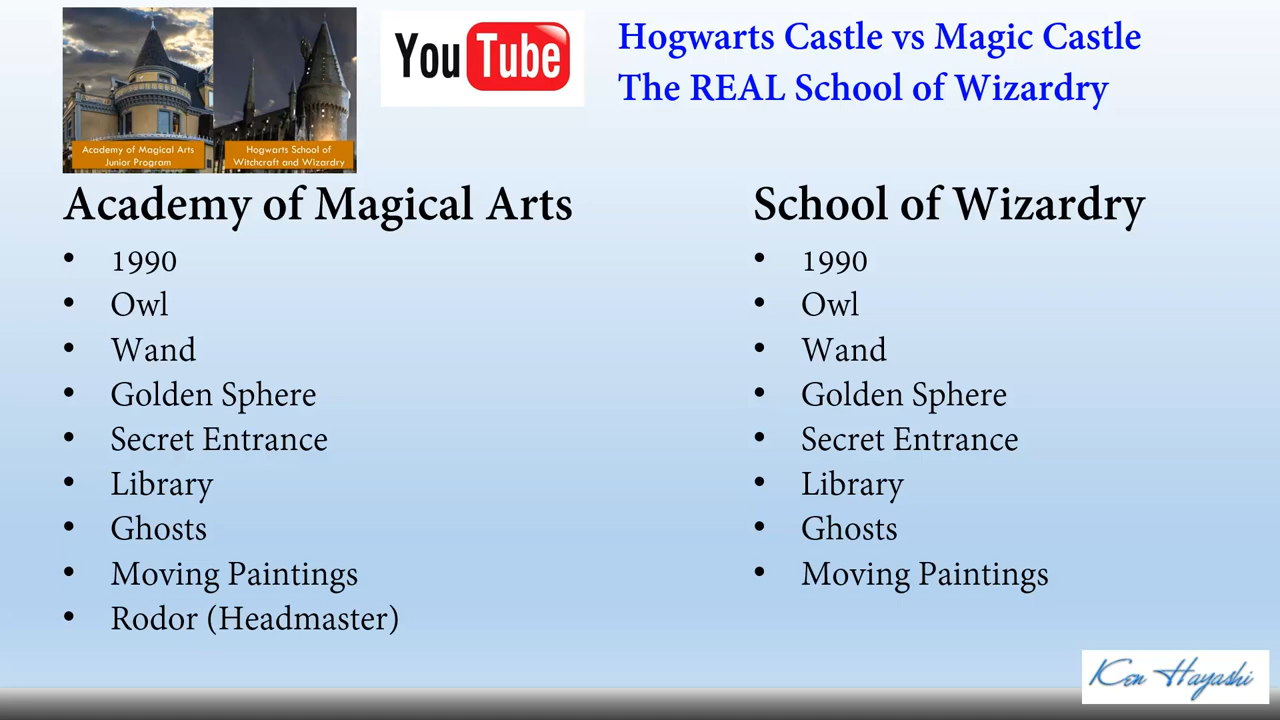 Academy of Magical Arts
Junior Program
Hogwarts School of
Witchcraft and Wizardry
YouTube
Hogwarts Castle vs Magic Castle
The REAL School of Wizardry
Academy of Magical Arts
• 1990
• Owl
• Wand
• Golden Sphere
• Secret Entrance
• Library
• Ghosts
• Moving Paintings
• Rodor (Headmaster)
School of Wizardry
• 1990
• Owl
• Wand
• Golden Sphere
• Secret Entrance
• Library
• Ghosts
• Moving Paintings
Ken Hayashi